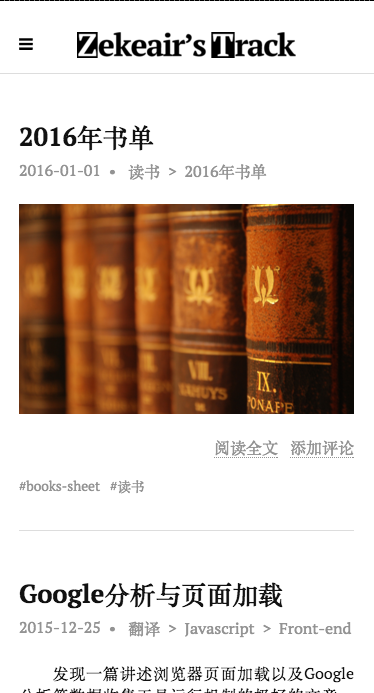 Zekeair's Track
2016年书单
2016-01-01 • 读书 > 2016年书单
VIII.
IX.
阅读全文 添加评论
#books-sheet #读书
Google分析与页面加载
2015-12-25 • 翻译 > Javascript > Front-end
发现一篇讲述浏览器页面加载以及Google